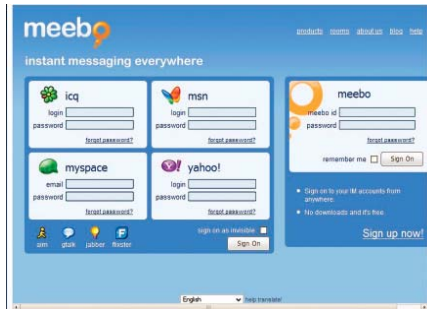 meebo
products rooms about us blog help
instant messaging everywhere
icq
login
password
forgot password?
msn
login
password
forgot password?
myspace
email
password
forgot password?
yahoo!
login
password
forgot password?
aim gtalk jabber flixster
sign on as invisible
Sign On
meebo
meebo id
password
forgot password?
remember me
Sign On
Sign on to your IM accounts from
anywhere.
No downloads and it's free.
Sign up now!
English
help translate!